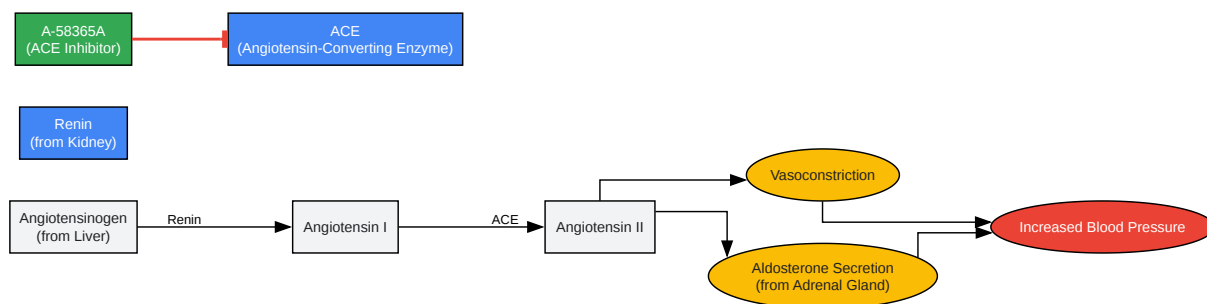 A-58365A
(ACE Inhibitor)
ACE
(Angiotensin-Converting Enzyme)
Renin
(from Kidney)
Angiotensinogen
(from Liver)
Renin
Angiotensin I
ACE
Angiotensin II
Vasoconstriction
Aldosterone Secretion
(from Adrenal Gland)
Increased Blood Pressure